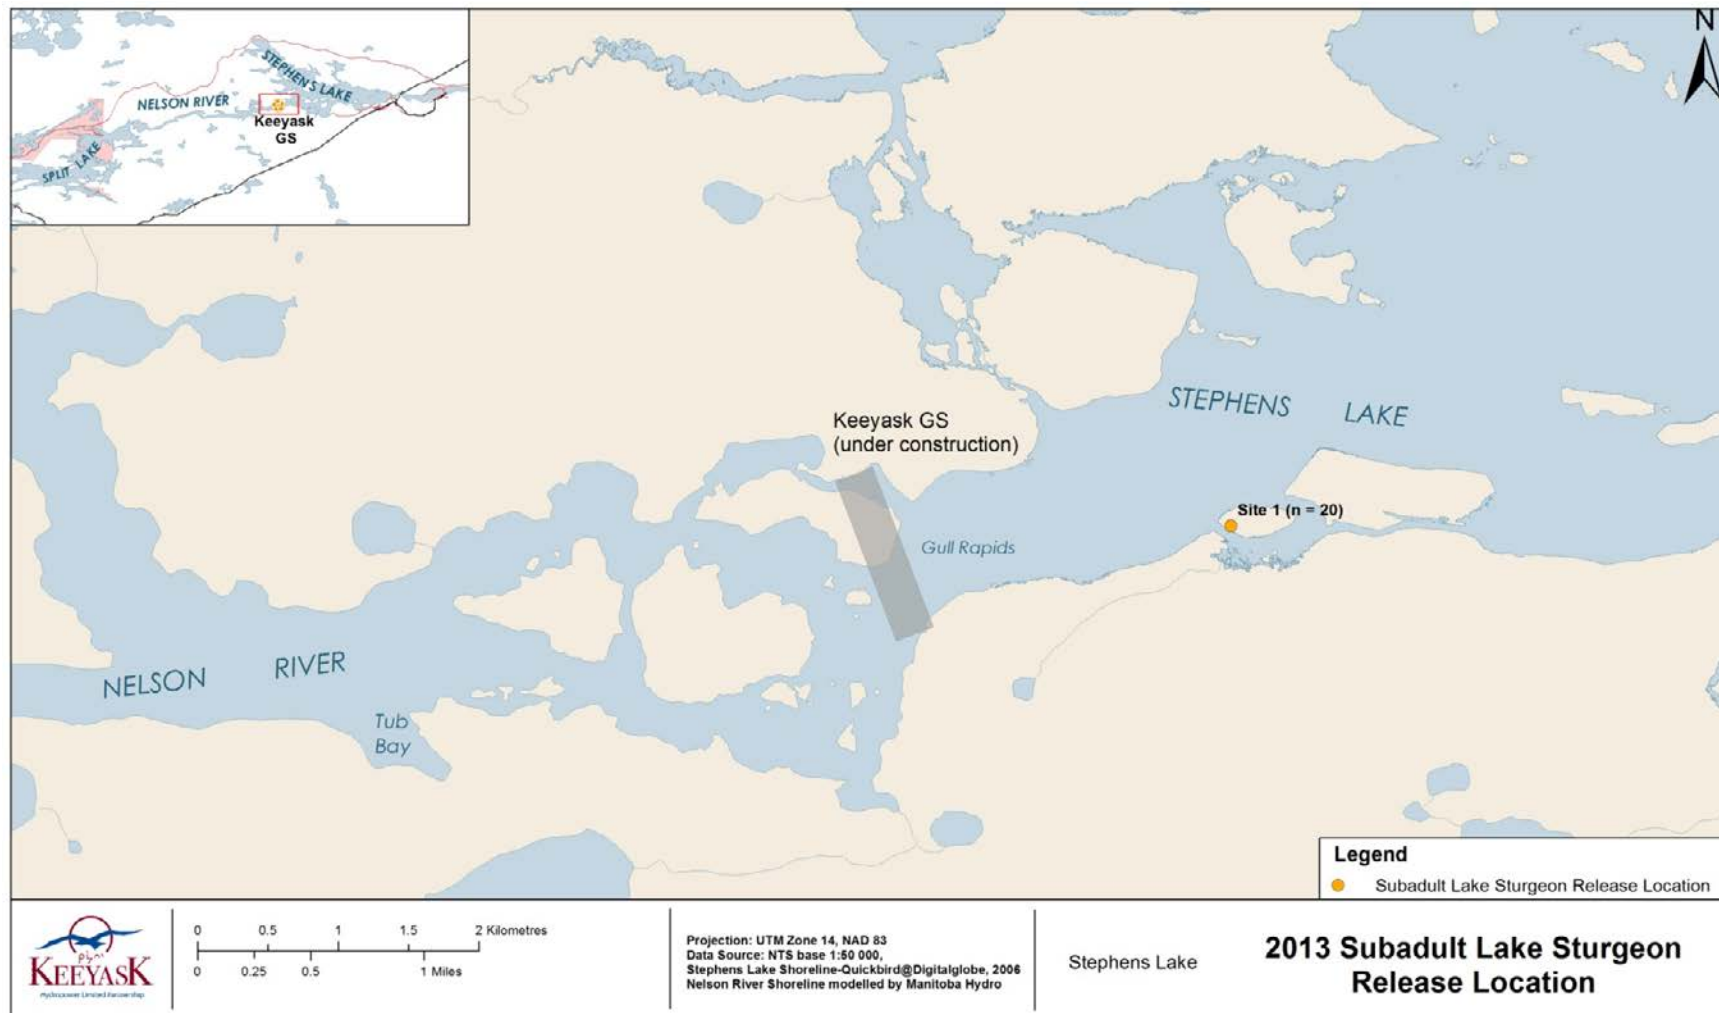 N
STEPHENS LAKE
NELSON RIVER
Keeyask
GS
SPLIT LAKE
Keeyask GS
(under construction)
STEPHENS LAKE
Site 1 (n = 20)
Gull Rapids
NELSON RIVER
Tub
Bay
Legend
Subadult Lake Sturgeon Release Location
KEEYASK
Hydropower Limited Partnership
0 0.5 1 1.5 2 Kilometres
0 0.25 0.5 1 Miles
Projection: UTM Zone 14, NAD 83
Data Source: NTS base 1:50 000,
Stephens Lake Shoreline-Quickbird@Digitalglobe, 2006
Nelson River Shoreline modelled by Manitoba Hydro
Stephens Lake
2013 Subadult Lake Sturgeon
Release Location